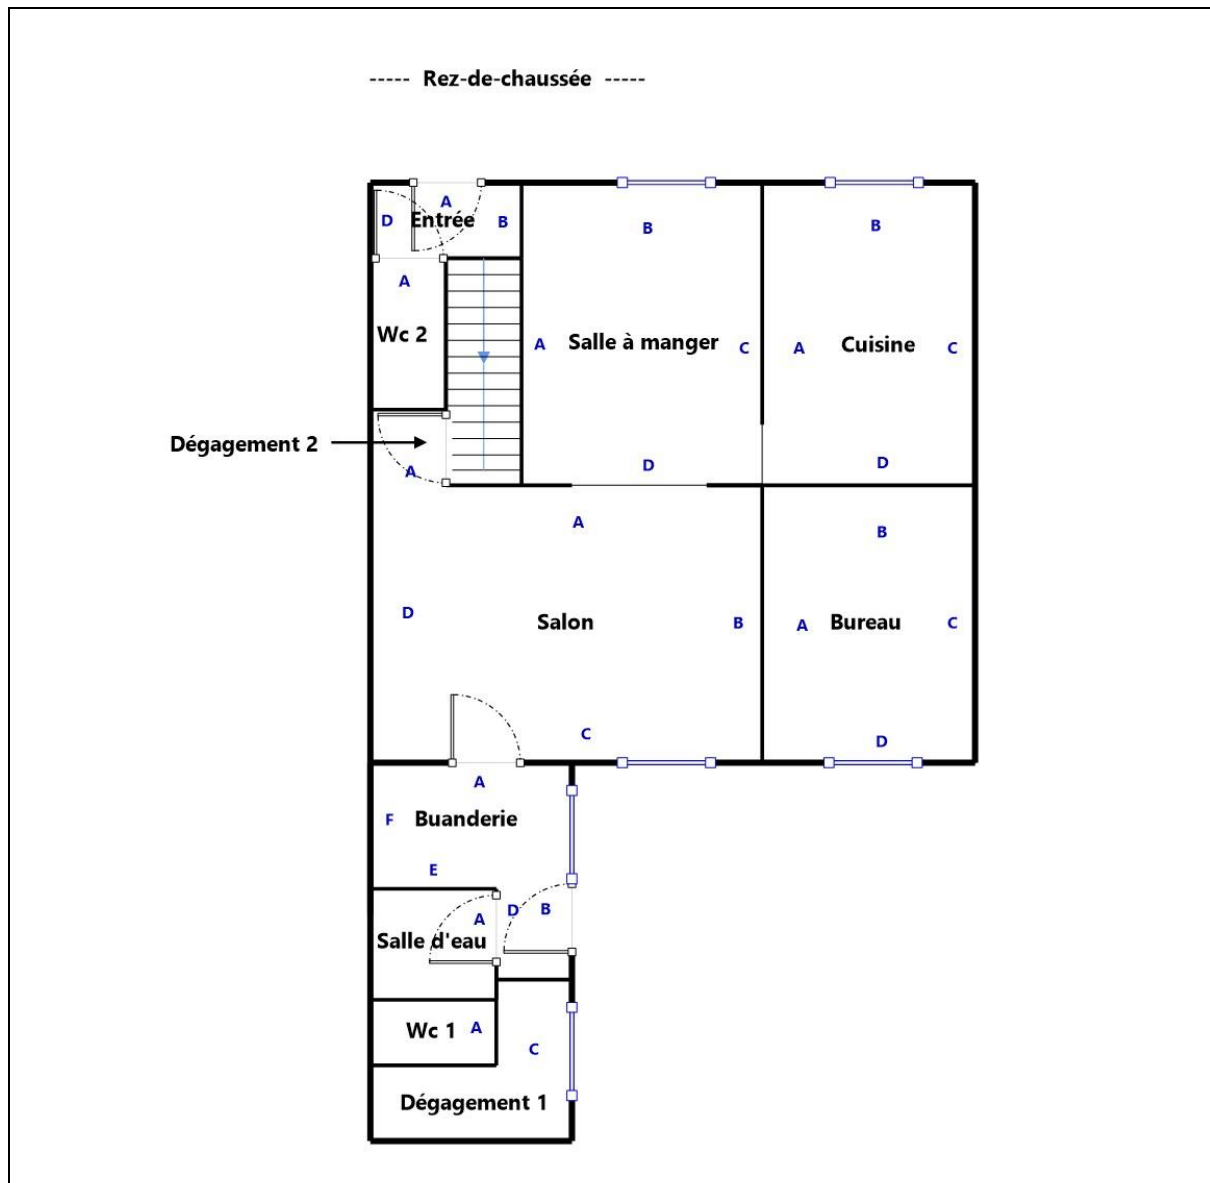 ----- Rez-de-chaussée -----
A
D Entrée B
B
B
A
Wc 2
A Salle à manger C
A Cuisine C
Dégagement 2
A
D
D
A
B
D
Salon
B
A Bureau C
C
D
A
F Buanderie
E
A
D B
Salle d'eau
Wc 1 A
C
Dégagement 1